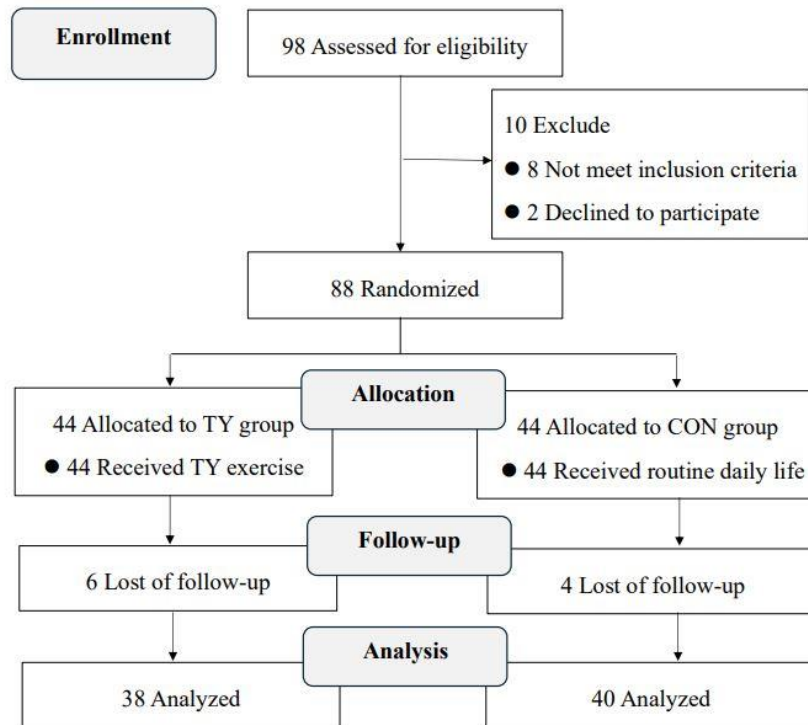 Enrollment
98 Assessed for eligibility
10 Exclude
● 8 Not meet inclusion criteria
● 2 Declined to participate
88 Randomized
Allocation
44 Allocated to TY group
● 44 Received TY exercise
44 Allocated to CON group
● 44 Received routine daily life
Follow-up
6 Lost of follow-up
4 Lost of follow-up
Analysis
38 Analyzed
40 Analyzed